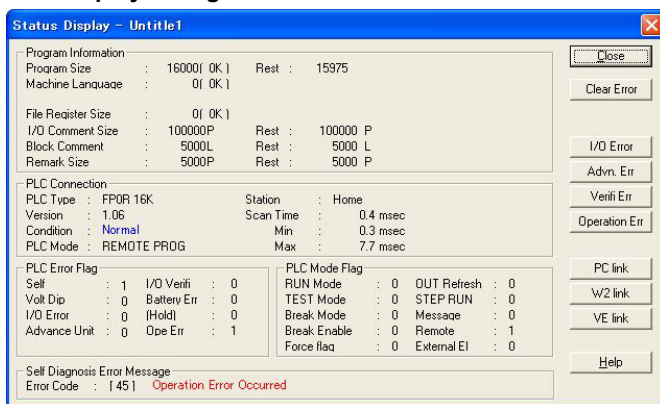 Status Display - Untitle1
Program Information
Program Size : 16000( 0K ) Rest : 15975
Machine Language : 0( 0K )
File Register Size : 0( 0K )
I/O Comment Size : 100000P Rest : 100000 P
Block Comment : 5000L Rest : 5000 L
Remark Size : 5000P Rest : 5000 P
PLC Connection
PLC Type : FP0R 16K Station : Home
Version : 1.06 Scan Time : 0.4 msec
Condition : Normal Min : 0.3 msec
PLC Mode : REMOTE PROG Max : 7.7 msec
PLC Error Flag
Self : 1 I/O Verifi : 0
Volt Dip : 0 Battery Err : 0
I/O Error : 0 (Hold) : 0
Advance Unit : 0 Ope Err : 1
PLC Mode Flag
RUN Mode : 0 OUT Refresh : 0
TEST Mode : 0 STEP RUN : 0
Break Mode : 0 Message : 0
Break Enable : 0 Remote : 1
Force flag : 0 External EI : 0
Self Diagnosis Error Message
Error Code : [ 45 ] Operation Error Occurred
Close
Clear Error
I/O Error
Advn. Err
Verifi Err
Operation Err
PC link
W2 link
VE link
Help